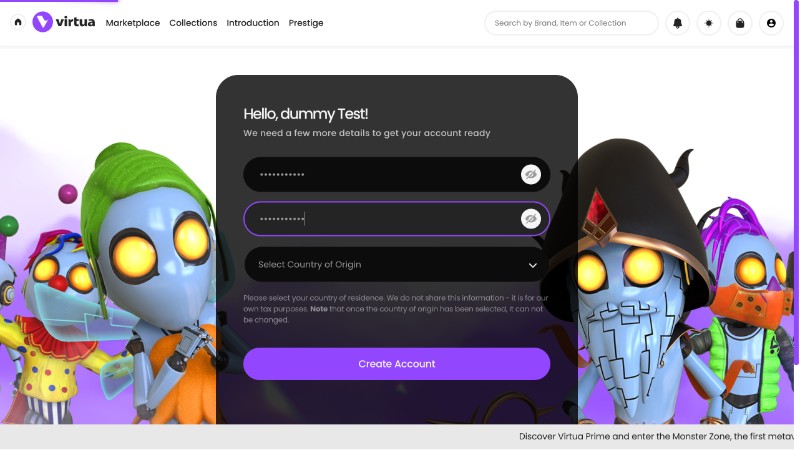 virtua
Marketplace Collections Introduction Prestige
Search by Brand, Item or Collection
Hello, dummy Test!
We need a few more details to get your account ready
•••••••••••
•••••••••••
Select Country of Origin
Please select your country of residence. We do not share this information - it is for our
own tax purposes. Note that once the country of origin has been selected, it can not
be changed.
Create Account
Discover Virtua Prime and enter the Monster Zone, the first